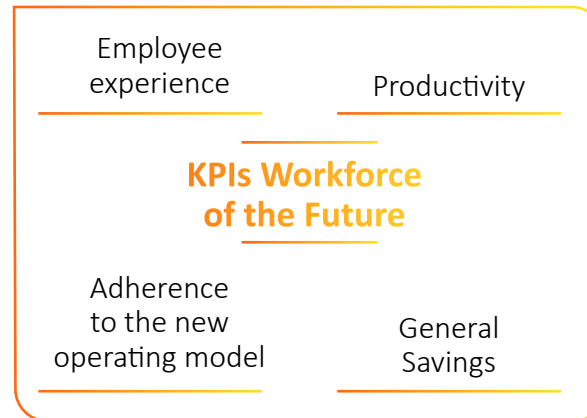 Employee
experience
Productivity
KPIs Workforce
of the Future
Adherence
to the new
operating model
General
Savings